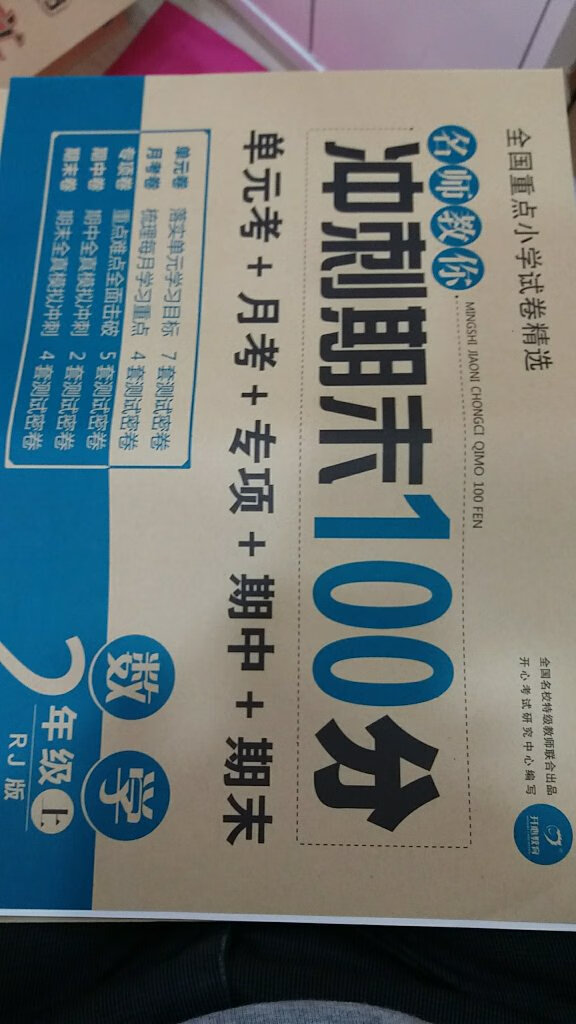 全国重点小学试卷精选
名师教你
MINGSHI JIAONI CHONGCI QIMO 100 FEN
冲刺期末100分
单元考+月考+专项+期中+期末
单元卷 落实单元学习目标 7套测试密卷
月考卷 梳理每月学习重点 4套测试密卷
专项卷 重点难点全面击破 5套测试密卷
期中卷 期中全真模拟冲刺 2套测试密卷
期末卷 期末全真模拟冲刺 4套测试密卷
全国名校特级教师联合出品
开心考试研究中心编写
开心教育
数学
2年级上
RJ版